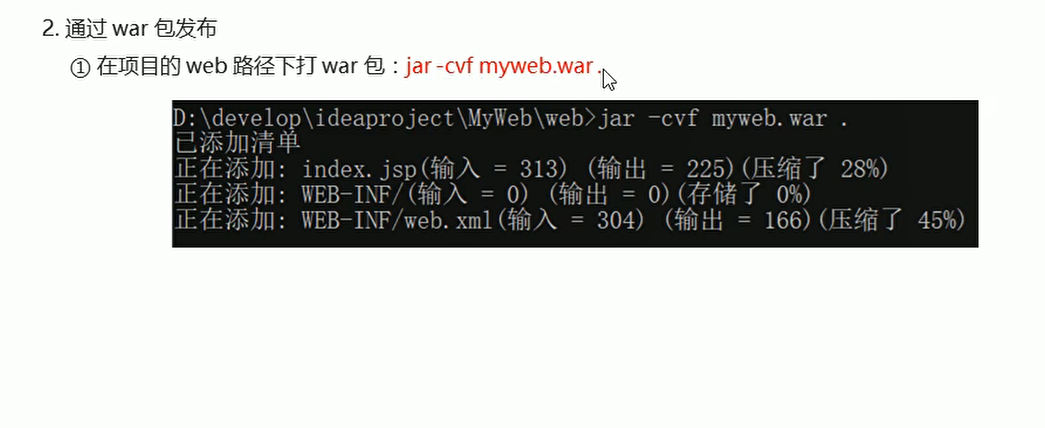 2. 通过 war 包发布
① 在项目的 web 路径下打 war 包：jar -cvf myweb.war .
D:\develop\ideaproject\MyWeb\web>jar -cvf myweb.war .
已添加清单
正在添加: index.jsp(输入 = 313) (输出 = 225)(压缩了 28%)
正在添加: WEB-INF/(输入 = 0) (输出 = 0)(存储了 0%)
正在添加: WEB-INF/web.xml(输入 = 304) (输出 = 166)(压缩了 45%)